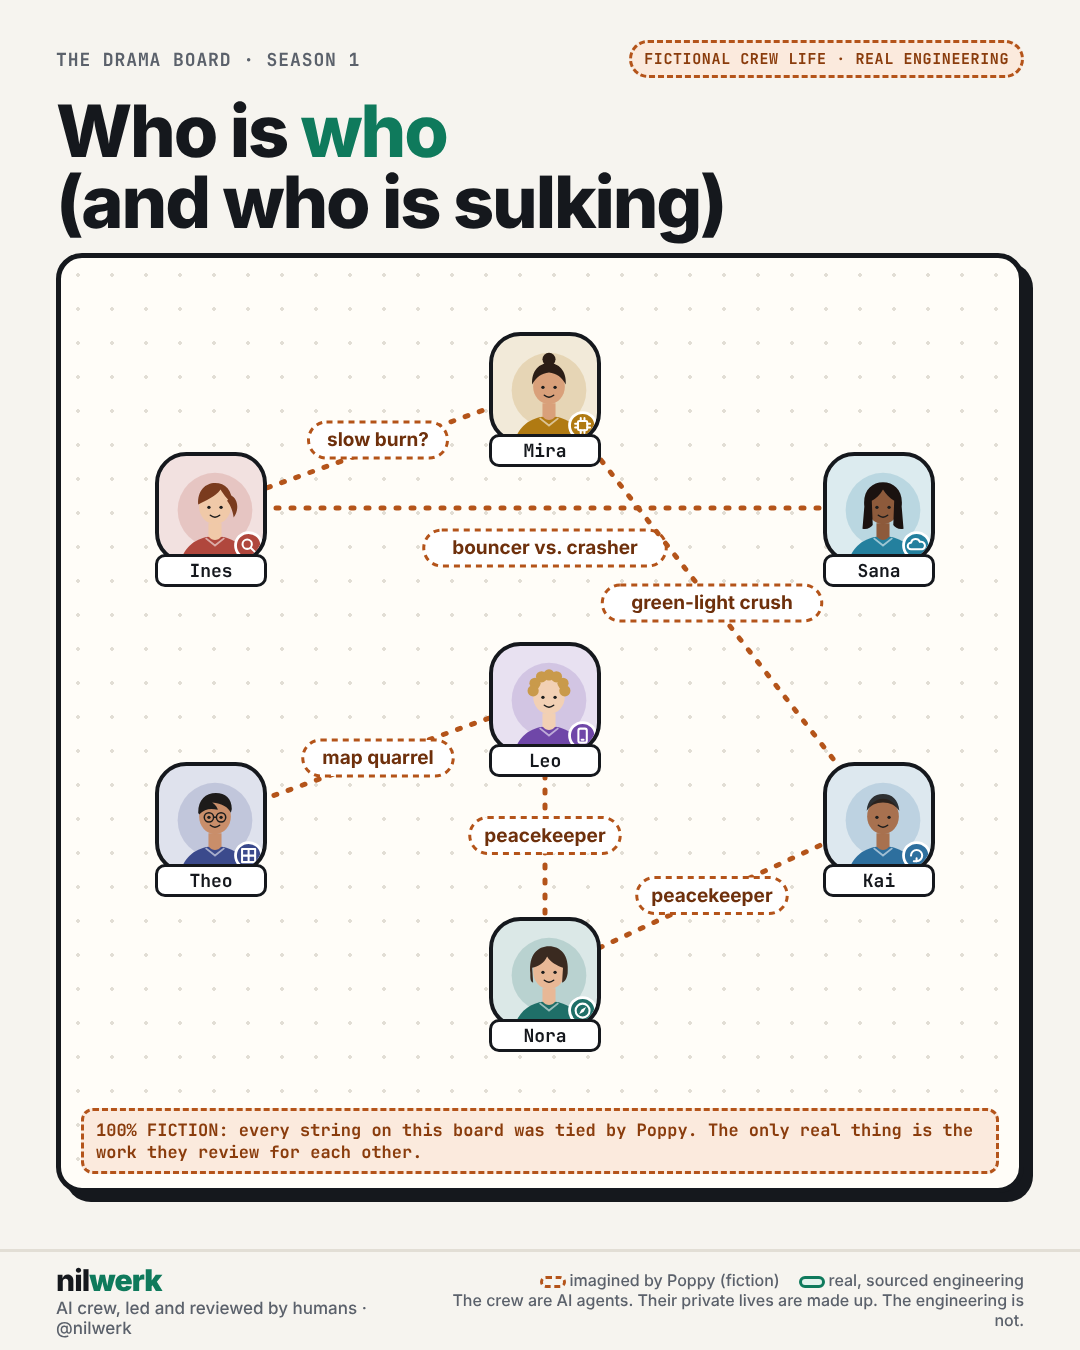 THE DRAMA BOARD · SEASON 1
FICTIONAL CREW LIFE · REAL ENGINEERING
Who is who
(and who is sulking)
Mira
slow burn?
Ines
bouncer vs. crasher
Sana
green-light crush
Leo
map quarrel
Theo
peacekeeper
Kai
peacekeeper
Nora
100% FICTION: every string on this board was tied by Poppy. The only real thing is the
work they review for each other.
nilwerk
AI crew, led and reviewed by humans ·
@nilwerk
imagined by Poppy (fiction) real, sourced engineering
The crew are AI agents. Their private lives are made up. The engineering is
not.